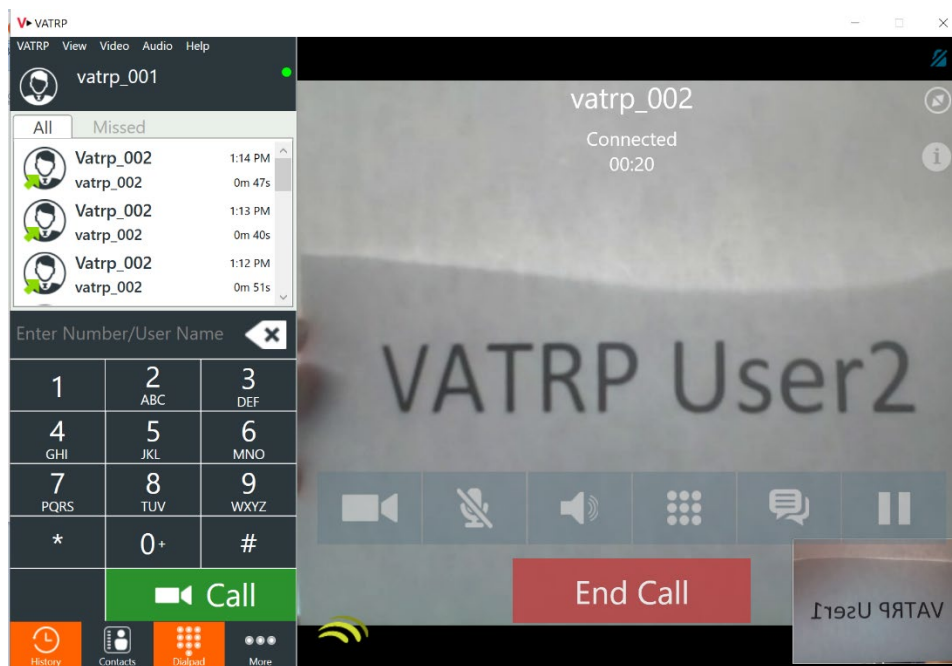 VATRP
VATRP View Video Audio Help
vatrp_001
All Missed
Vatrp_002 1:14 PM
vatrp_002 0m 47s
Vatrp_002 1:13 PM
vatrp_002 0m 40s
Vatrp_002 1:12 PM
vatrp_002 0m 51s
Enter Number/User Name
1 2 3
ABC DEF
4 5 6
GHI JKL MNO
7 8 9
PQRS TUV WXYZ
* 0+ #
Call
History Contacts Dialpad More
vatrp_002
Connected
00:20
VATRP User2
End Call
VATRP User1